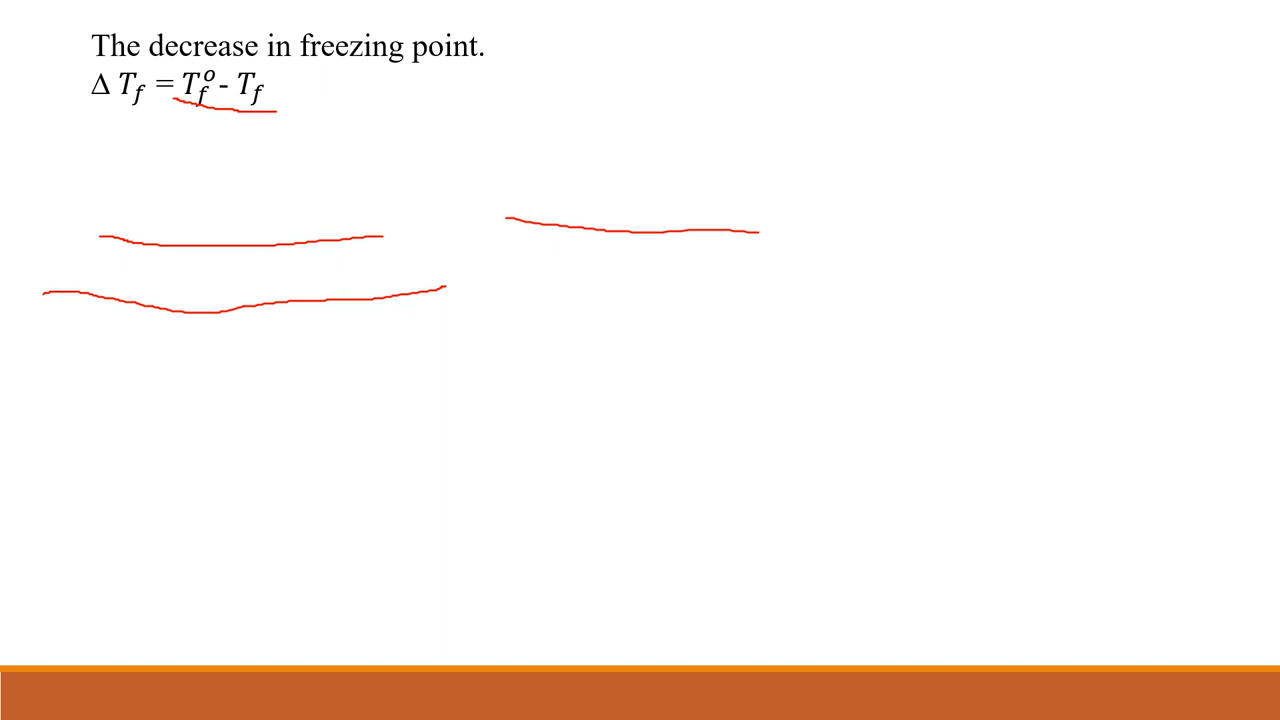 The decrease in freezing point.
Δ T_f = T_f^o - T_f